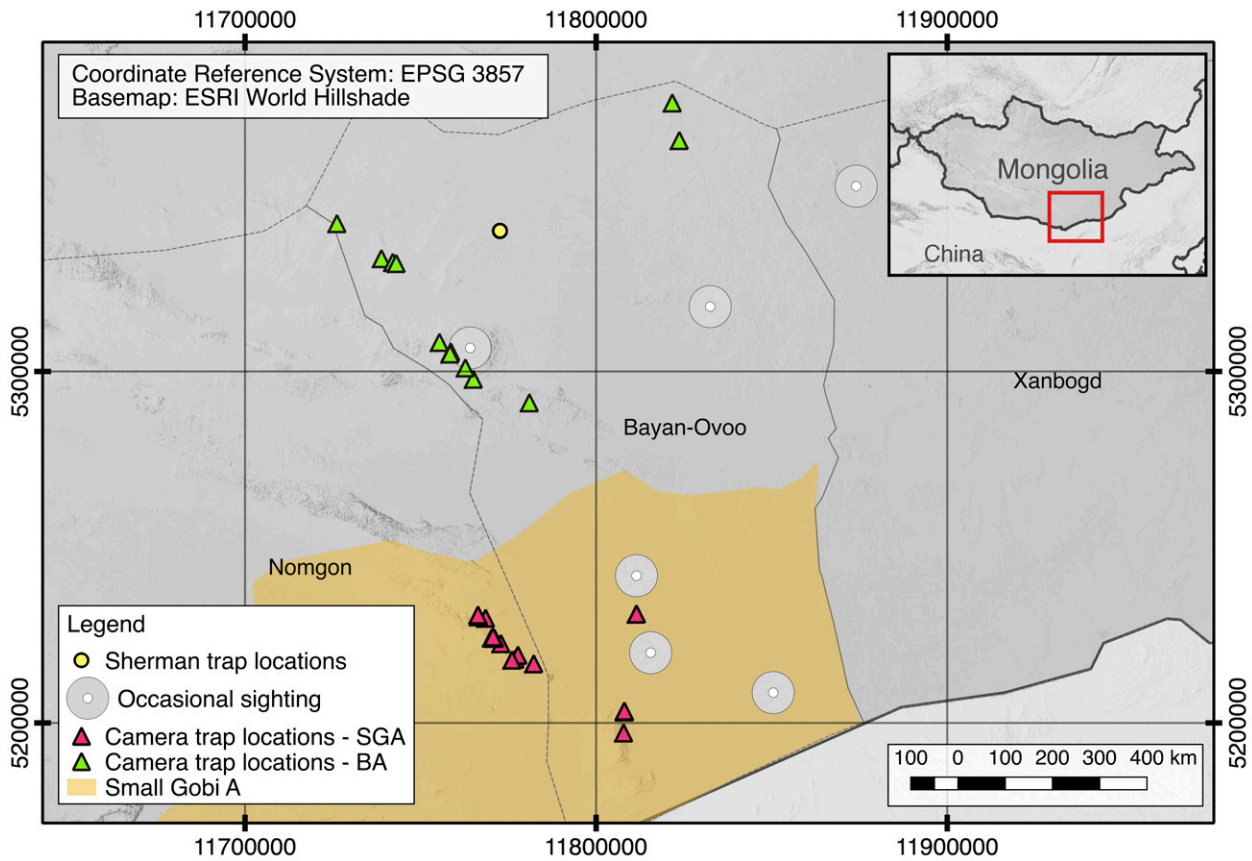 11700000
11800000
11900000
Coordinate Reference System: EPSG 3857
Basemap: ESRI World Hillshade
Mongolia
China
5300000
5300000
Xanbogd
Bayan-Ovoo
Nomgon
Legend
Sherman trap locations
Occasional sighting
Camera trap locations - SGA
Camera trap locations - BA
Small Gobi A
5200000
5200000
100 0 100 200 300 400 km
11700000
11800000
11900000